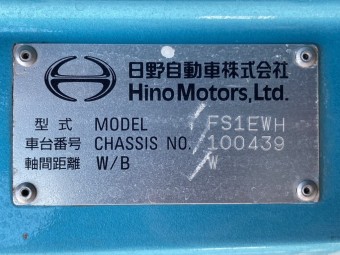 日野自動車株式会社
Hino Motors, Ltd.
型式 MODEL FS1EWH
車台番号 CHASSIS NO. 100439
軸間距離 W/B W